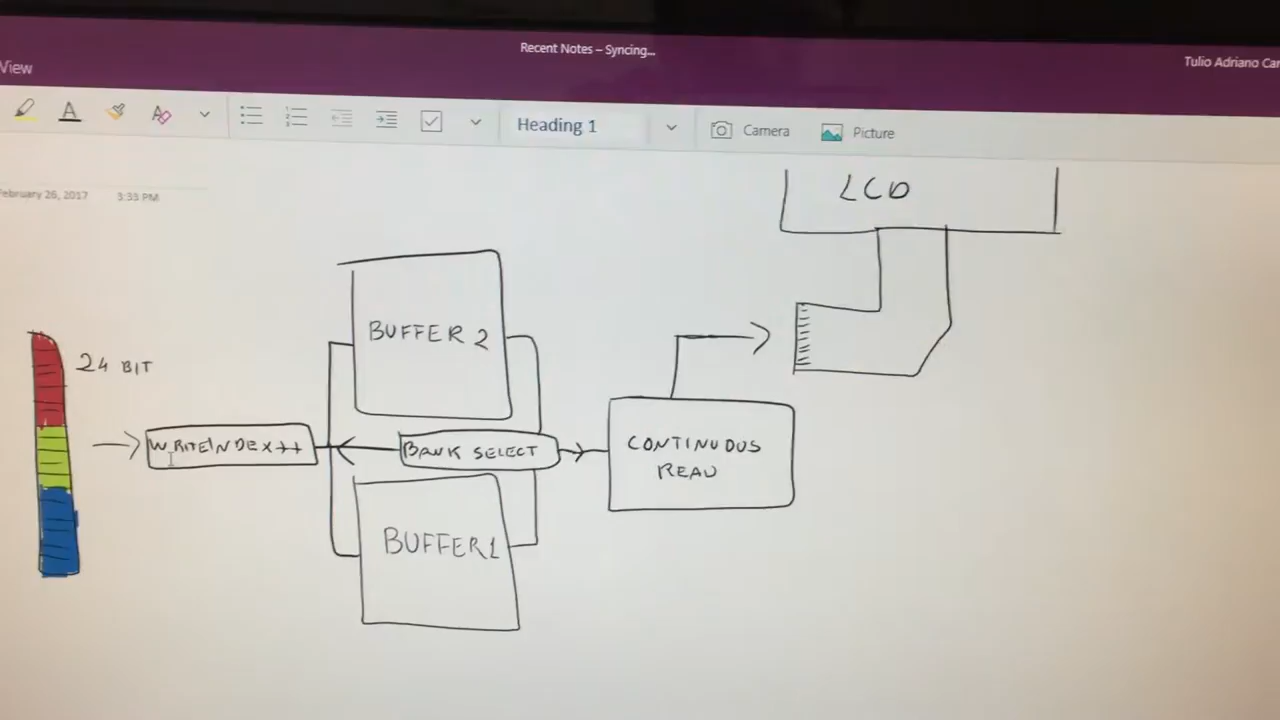 Recent Notes – Syncing...
Tulio Adriano
View
Heading 1
Camera
Picture
February 26, 2017
3:33 PM
LCD
BUFFER 2
24 BIT
WRITEINDEX++
BANK SELECT
CONTINUOUS
READ
BUFFER1